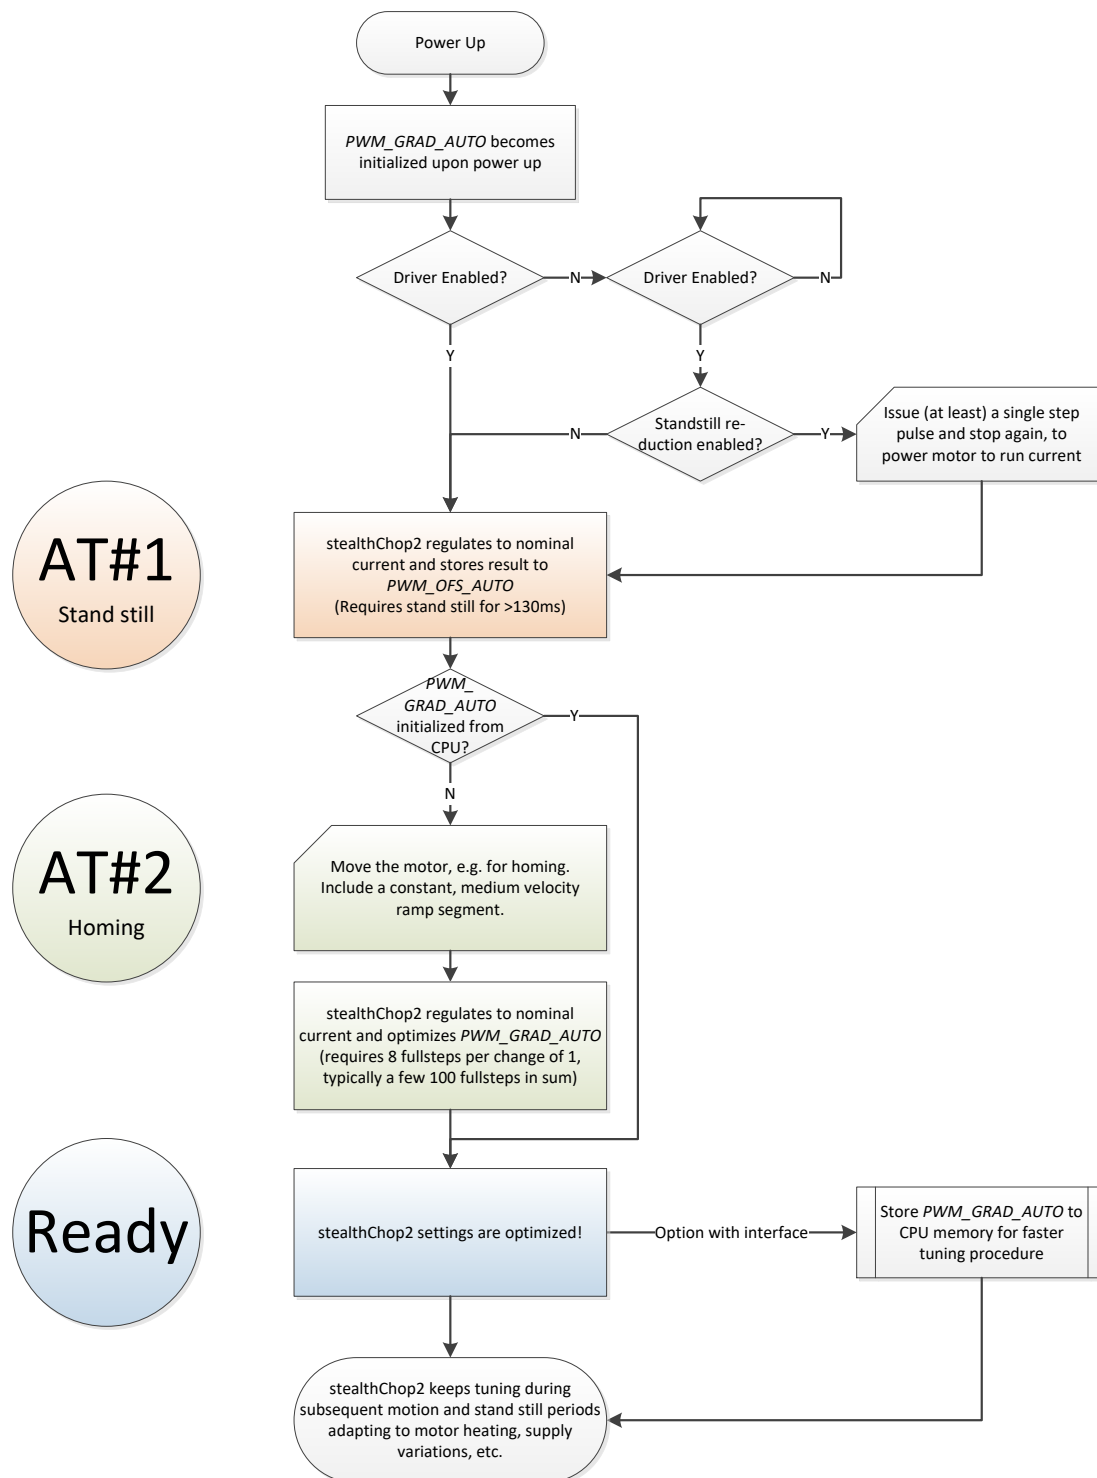 Power Up
PWM_GRAD_AUTO becomes
initialized upon power up
Driver Enabled?
N
Driver Enabled?
N
Y
Y
Standstill re-
duction enabled?
N
Y
Issue (at least) a single step
pulse and stop again, to
power motor to run current
AT#1
Stand still
stealthChop2 regulates to nominal
current and stores result to
PWM_OFS_AUTO
(Requires stand still for >130ms)
PWM_
GRAD_AUTO
initialized from
CPU?
Y
N
AT#2
Homing
Move the motor, e.g. for homing.
Include a constant, medium velocity
ramp segment.
stealthChop2 regulates to nominal
current and optimizes PWM_GRAD_AUTO
(requires 8 fullsteps per change of 1,
typically a few 100 fullsteps in sum)
Ready
stealthChop2 settings are optimized!
Option with interface
Store PWM_GRAD_AUTO to
CPU memory for faster
tuning procedure
stealthChop2 keeps tuning during
subsequent motion and stand still periods
adapting to motor heating, supply
variations, etc.